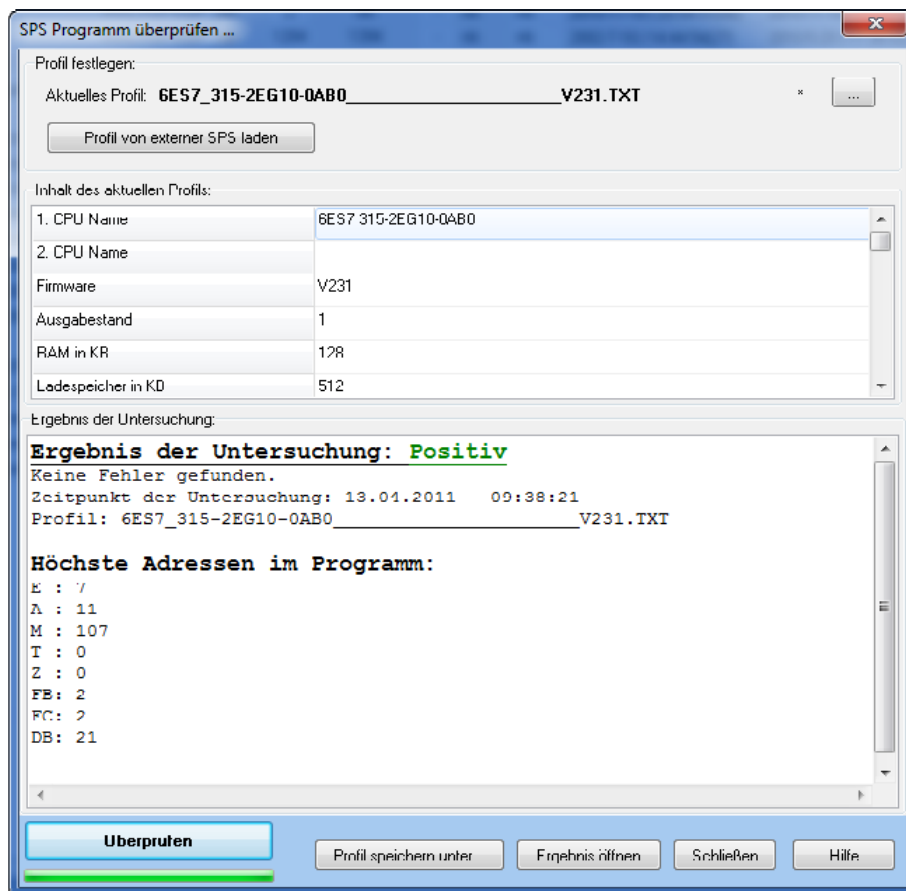 SPS Programm überprüfen ...
Profil festlegen:
Aktuelles Profil: 6ES7_315-2EG10-0AB0______________________V231.TXT *
...
Profil von externer SPS laden
Inhalt des aktuellen Profils:
1. CPU Name 6ES7 315-2EG10-0AB0
2. CPU Name
Firmware V231
Ausgabestand 1
RAM in KB 128
Ladespeicher in KB 512
Ergebnis der Untersuchung:
Ergebnis der Untersuchung: Positiv
Keine Fehler gefunden.
Zeitpunkt der Untersuchung: 13.04.2011 09:38:21
Profil: 6ES7_315-2EG10-0AB0______________________V231.TXT
Höchste Adressen im Programm:
E : 7
A : 11
M : 107
T : 0
Z : 0
FB: 2
FC: 2
DB: 21
Überprüfen
Profil speichern unter
Ergebnis öffnen
Schließen
Hilfe